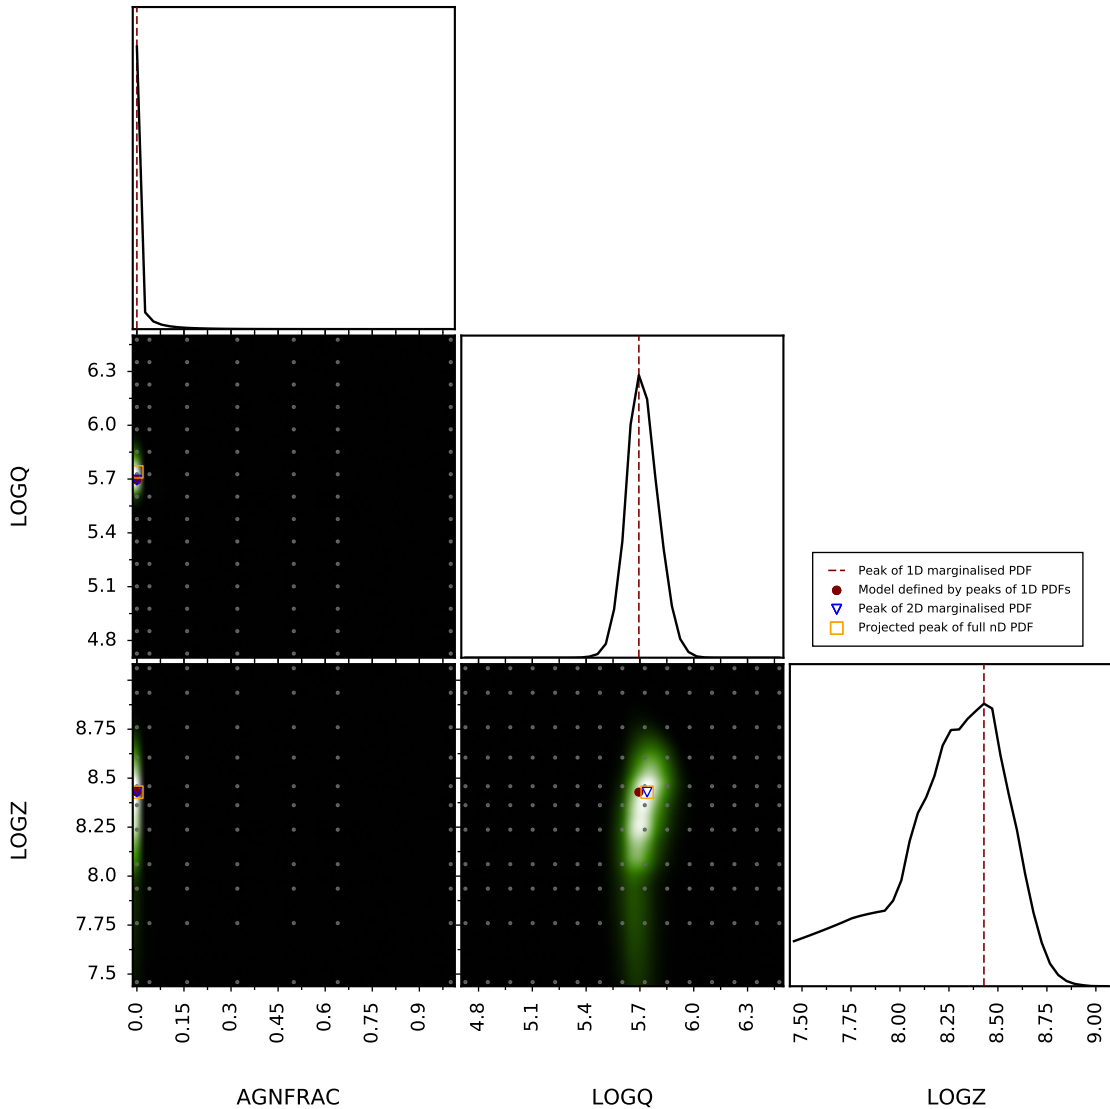 6.3
6.0
5.7
5.4
5.1
4.8
LOGQ
Peak of 1D marginalised PDF
Model defined by peaks of 1D PDFs
Peak of 2D marginalised PDF
Projected peak of full nD PDF
8.75
8.5
8.25
8.0
7.75
7.5
LOGZ
0.0 0.15 0.3 0.45 0.6 0.75 0.9
4.8 5.1 5.4 5.7 6.0 6.3
7.50 7.75 8.00 8.25 8.50 8.75 9.00
AGNFRAC LOGQ LOGZ